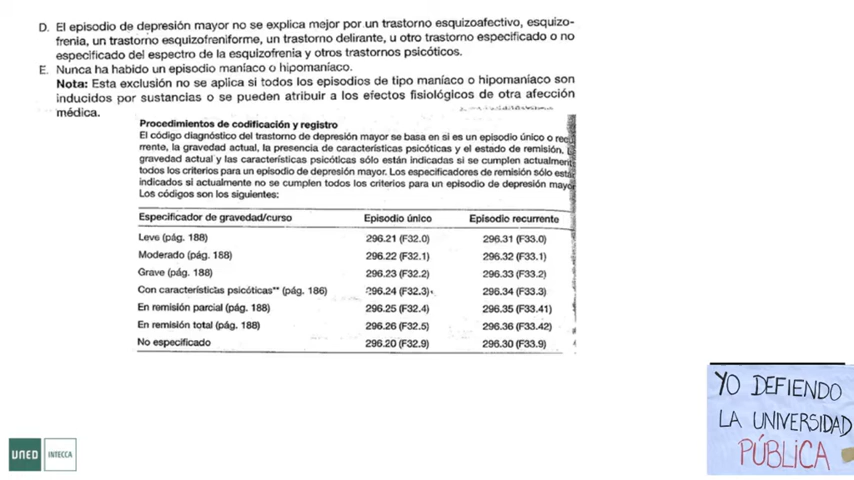 D. El episodio de depresión mayor no se explica mejor por un trastorno esquizoafectivo, esquizo-
frenia, un trastorno esquizofreniforme, un trastorno delirante, u otro trastorno especificado o no
especificado del espectro de la esquizofrenia y otros trastornos psicóticos.
E. Nunca ha habido un episodio maníaco o hipomaníaco.
Nota: Esta exclusión no se aplica si todos los episodios de tipo maníaco o hipomaníaco son
inducidos por sustancias o se pueden atribuir a los efectos fisiológicos de otra afección
médica.
Procedimientos de codificación y registro
El código diagnóstico del trastorno de depresión mayor se basa en si es un episodio único o recu
rrente, la gravedad actual, la presencia de características psicóticas y el estado de remisión.
gravedad actual y las características psicóticas sólo están indicadas si se cumplen actualment
todos los criterios para un episodio de depresión mayor. Los especificadores de remisión sólo est
indicados si actualmente no se cumplen todos los criterios para un episodio de depresión mayo
Los códigos son los siguientes:
Especificador de gravedad/curso Episodio único Episodio recurrente
Leve (pág. 188) 296.21 (F32.0) 296.31 (F33.0)
Moderado (pág. 188) 296.22 (F32.1) 296.32 (F33.1)
Grave (pág. 188) 296.23 (F32.2) 296.33 (F33.2)
Con características psicóticas** (pág. 186) 296.24 (F32.3) 296.34 (F33.3)
En remisión parcial (pág. 188) 296.25 (F32.4) 296.35 (F33.41)
En remisión total (pág. 188) 296.26 (F32.5) 296.36 (F33.42)
No especificado 296.20 (F32.9) 296.30 (F33.9)
YO DEFIENDO
LA UNIVERSIDAD
PÚBLICA
UNED INTECCA